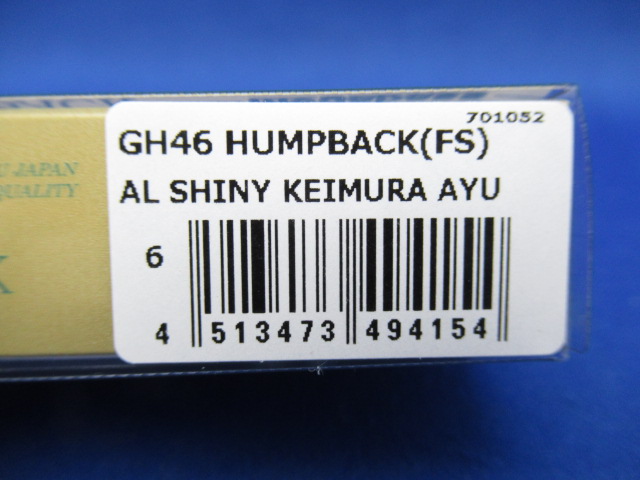 701052
GH46 HUMPBACK(FS)
AL SHINY KEIMURA AYU
6
4 513473 494154
JAPAN
QUALITY